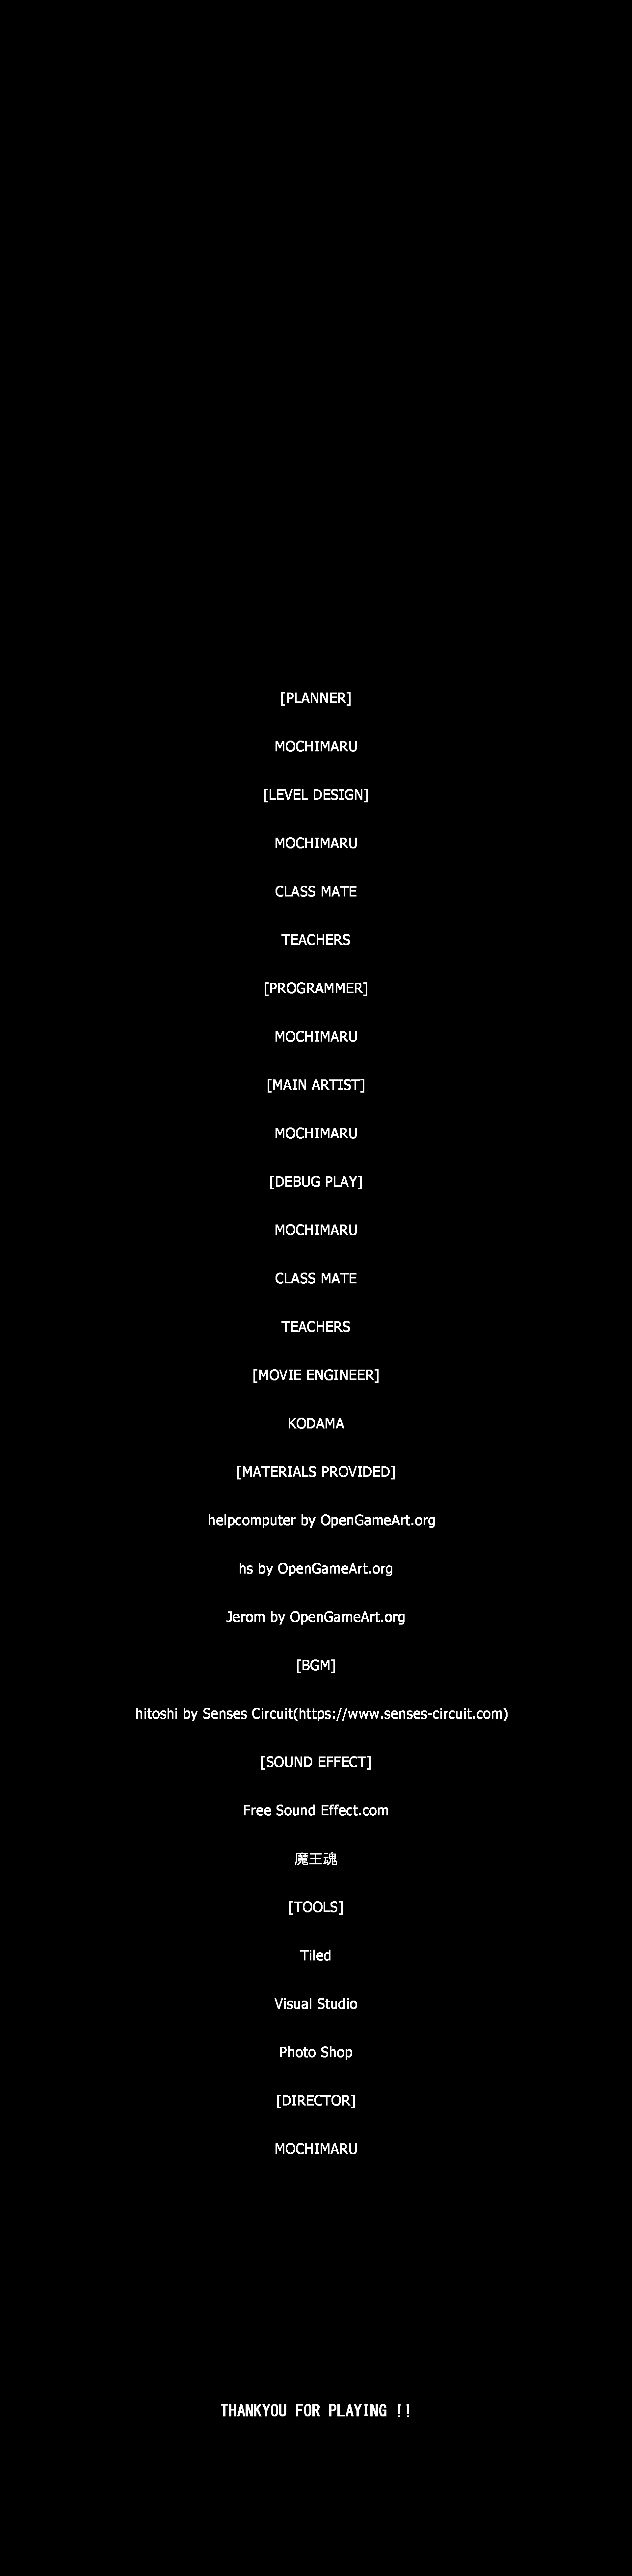 [PLANNER]
MOCHIMARU
[LEVEL DESIGN]
MOCHIMARU
CLASS MATE
TEACHERS
[PROGRAMMER]
MOCHIMARU
[MAIN ARTIST]
MOCHIMARU
[DEBUG PLAY]
MOCHIMARU
CLASS MATE
TEACHERS
[MOVIE ENGINEER]
KODAMA
[MATERIALS PROVIDED]
helpcomputer by OpenGameArt.org
hs by OpenGameArt.org
Jerom by OpenGameArt.org
[BGM]
hitoshi by Senses Circuit(https://www.senses-circuit.com)
[SOUND EFFECT]
Free Sound Effect.com
魔王魂
[TOOLS]
Tiled
Visual Studio
Photo Shop
[DIRECTOR]
MOCHIMARU
THANKYOU FOR PLAYING !!